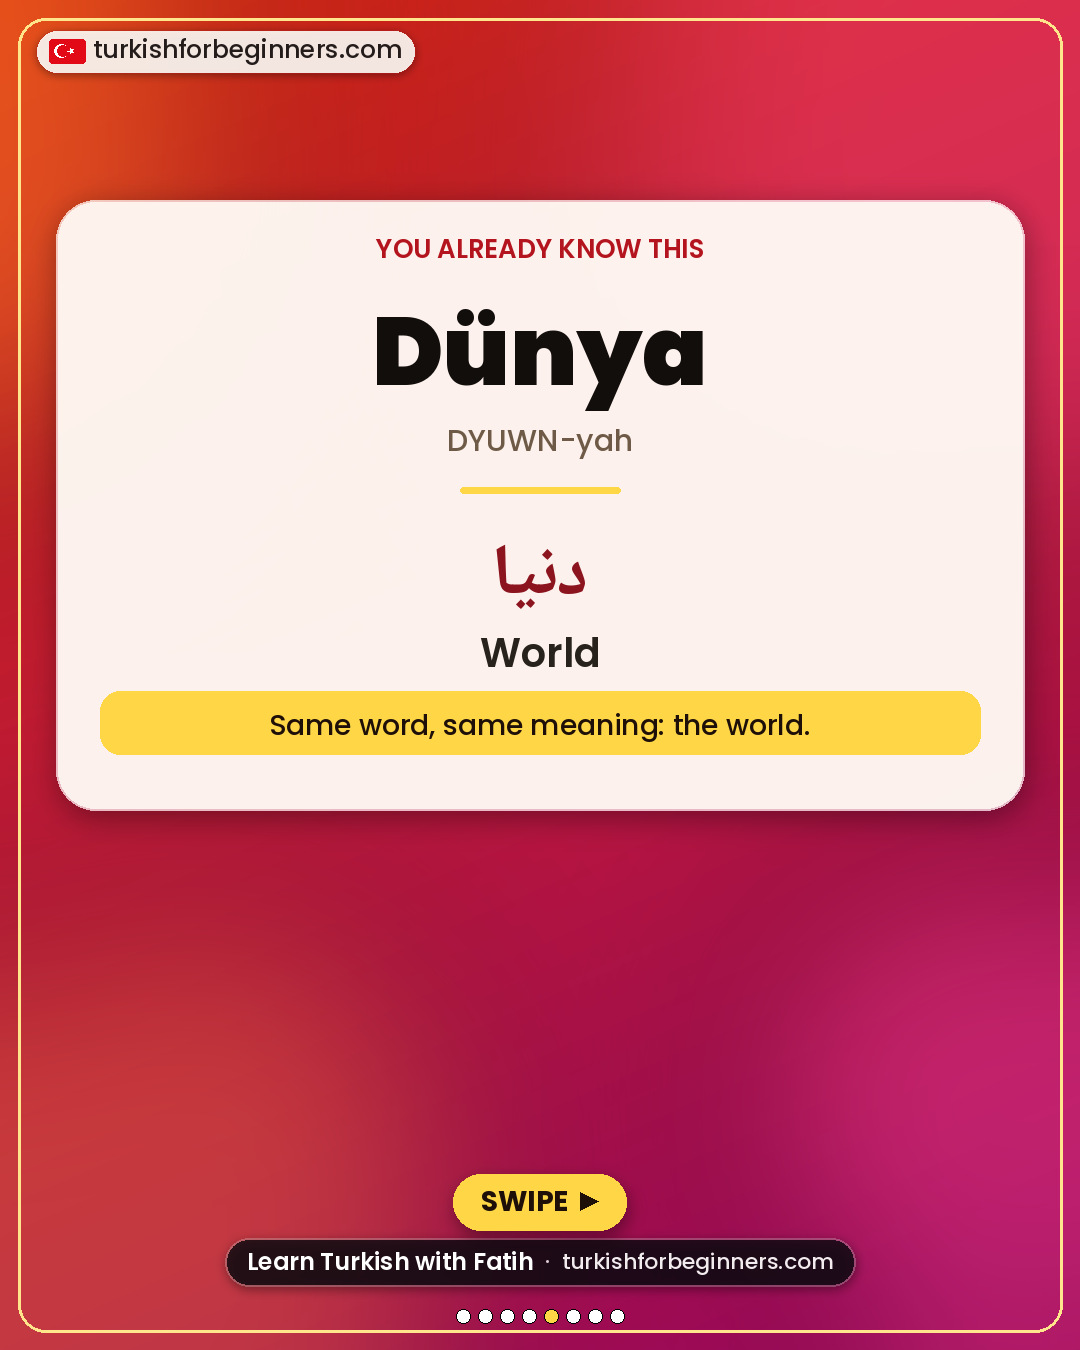 turkishforbeginners.com
YOU ALREADY KNOW THIS
Dünya
DYUWN-yah
دنیا
World
Same word, same meaning: the world.
SWIPE ▶
Learn Turkish with Fatih · turkishforbeginners.com